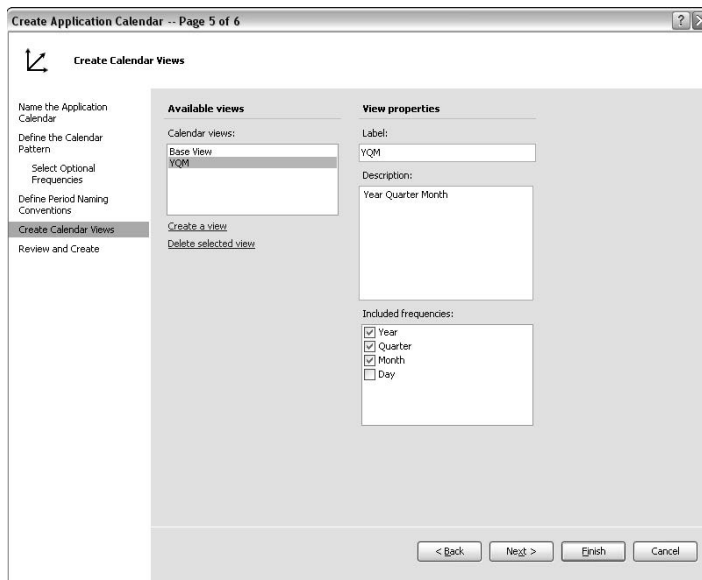 Create Application Calendar -- Page 5 of 6
?
Create Calendar Views
Name the Application
Calendar
Define the Calendar
Pattern
Select Optional
Frequencies
Define Period Naming
Conventions
Create Calendar Views
Review and Create
Available views
Calendar views:
Base View
YQM
Create a view
Delete selected view
View properties
Label:
YQM
Description:
Year Quarter Month
Included frequencies:
Year
Quarter
Month
Day
< Back
Next >
Finish
Cancel